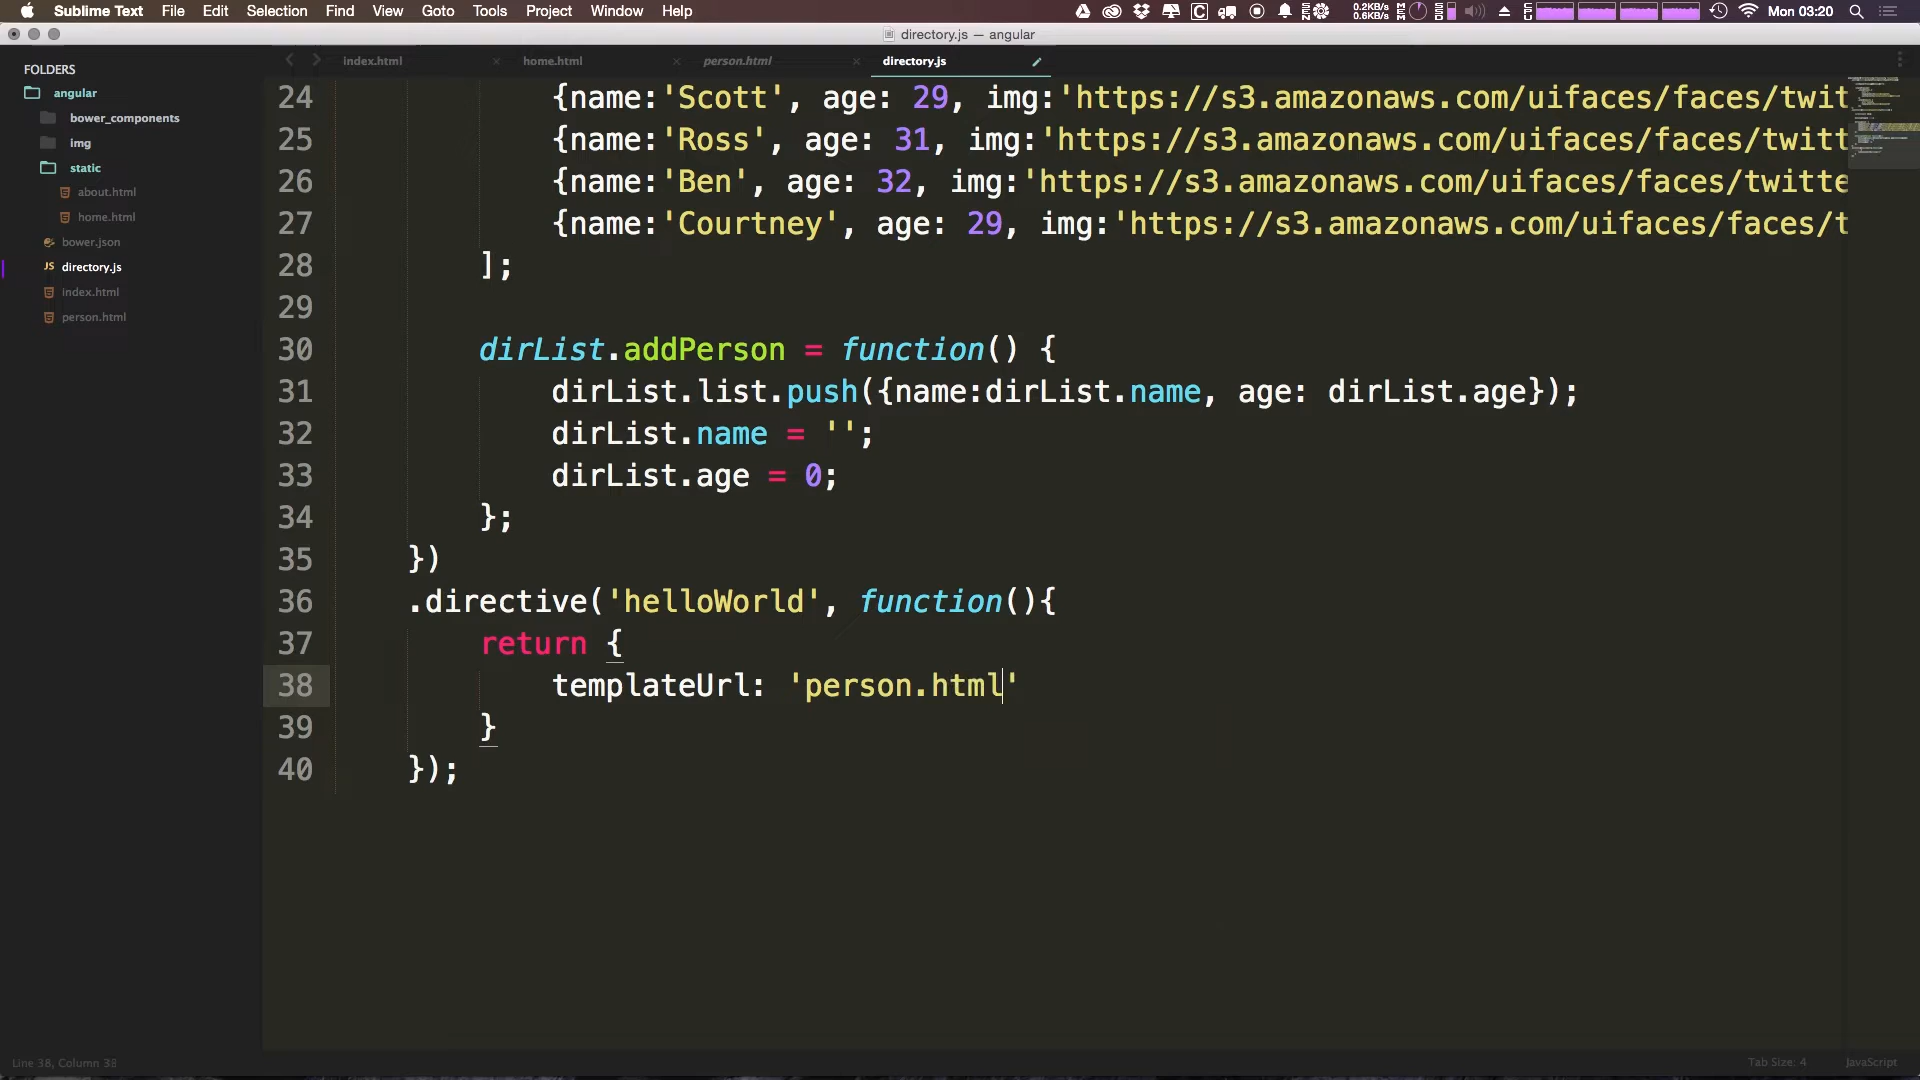 Sublime Text File Edit Selection Find View Goto Tools Project Window Help 0.2KB/s 0.6KB/s Mon 03:20
directory.js — angular
FOLDERS
angular
bower_components
img
static
about.html
home.html
bower.json
directory.js
index.html
person.html
index.html home.html person.html directory.js
24 {name:'Scott', age: 29, img:'https://s3.amazonaws.com/uifaces/faces/twit
25 {name:'Ross', age: 31, img:'https://s3.amazonaws.com/uifaces/faces/twitt
26 {name:'Ben', age: 32, img:'https://s3.amazonaws.com/uifaces/faces/twitte
27 {name:'Courtney', age: 29, img:'https://s3.amazonaws.com/uifaces/faces/t
28 ];
29
30 dirList.addPerson = function() {
31 dirList.list.push({name:dirList.name, age: dirList.age});
32 dirList.name = '';
33 dirList.age = 0;
34 };
35 })
36 .directive('helloWorld', function(){
37 return {
38 templateUrl: 'person.html'
39 }
40 });
Line 38, Column 38 Tab Size: 4 JavaScript